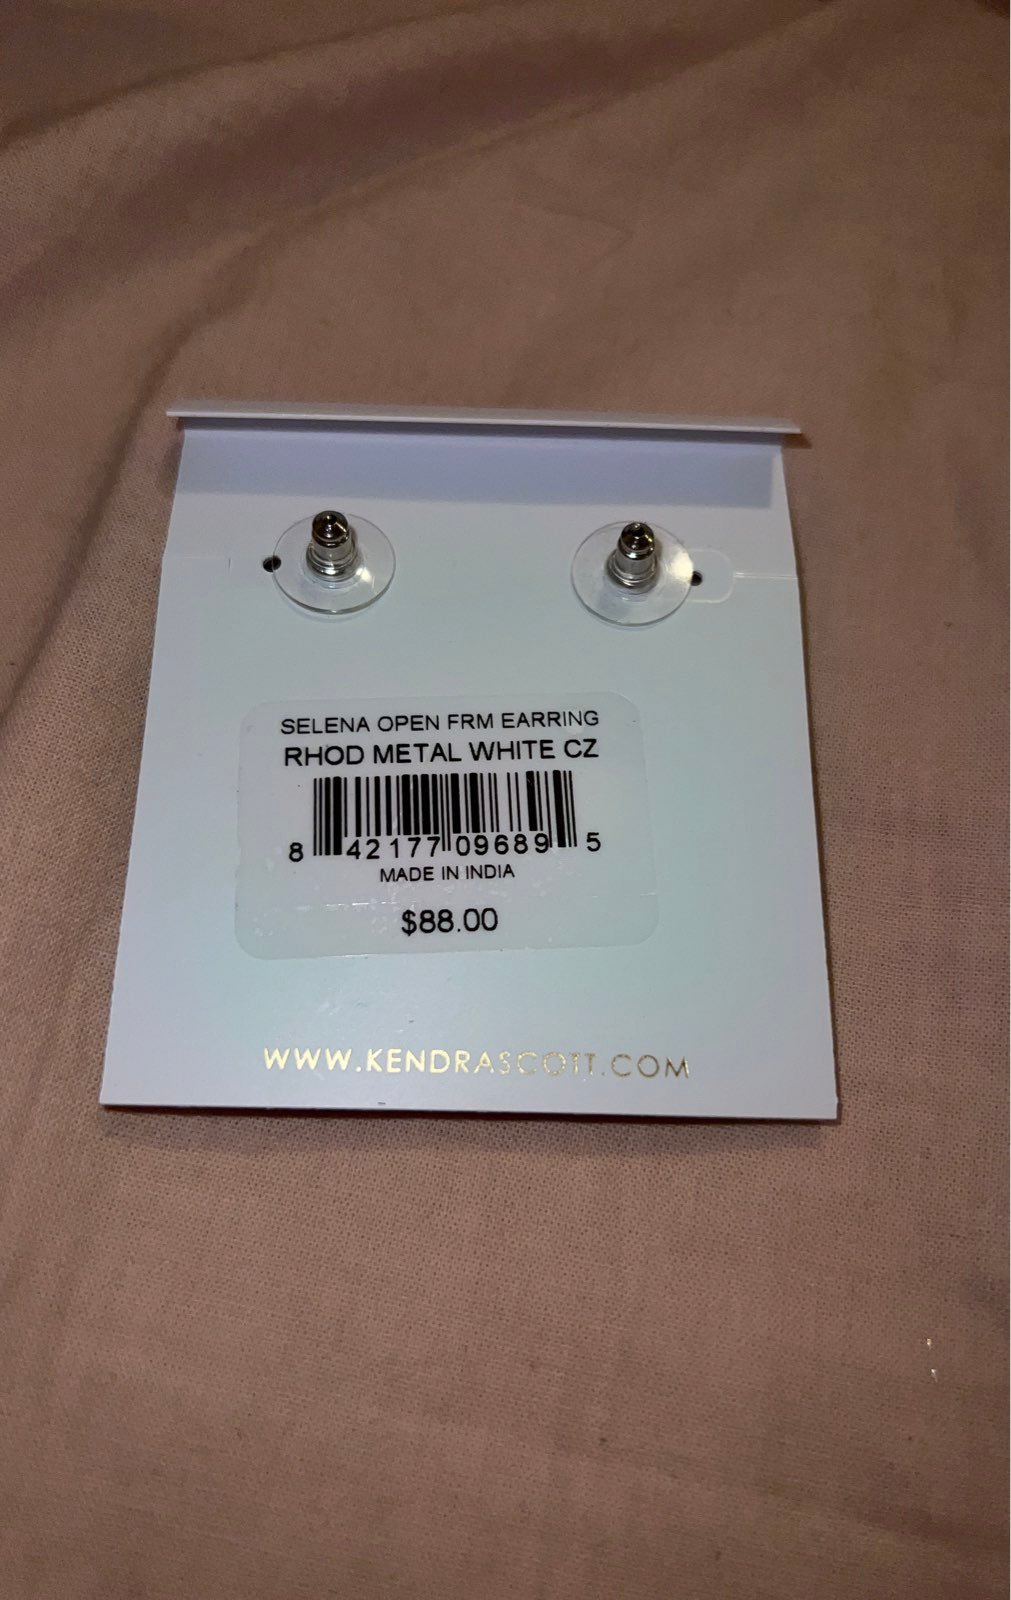 SELENA OPEN FRM EARRING
RHOD METAL WHITE CZ
8 42177 09689 5
MADE IN INDIA
$88.00
WWW.KENDRASCOTT.COM